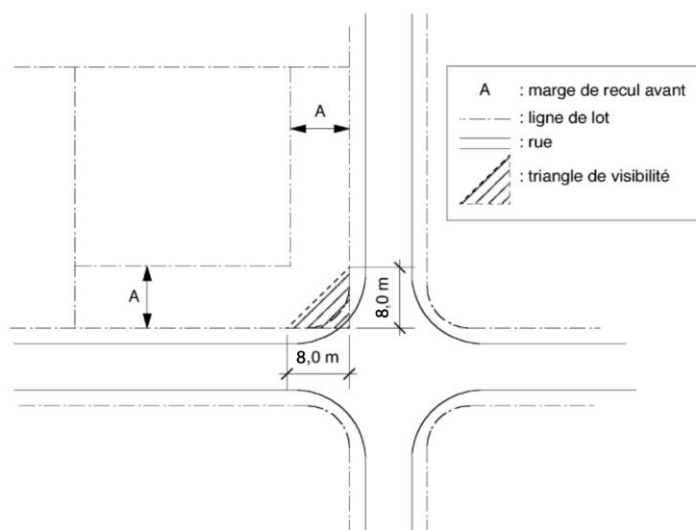 A
A
8,0 m
8,0 m
A : marge de recul avant
: ligne de lot
: rue
: triangle de visibilité